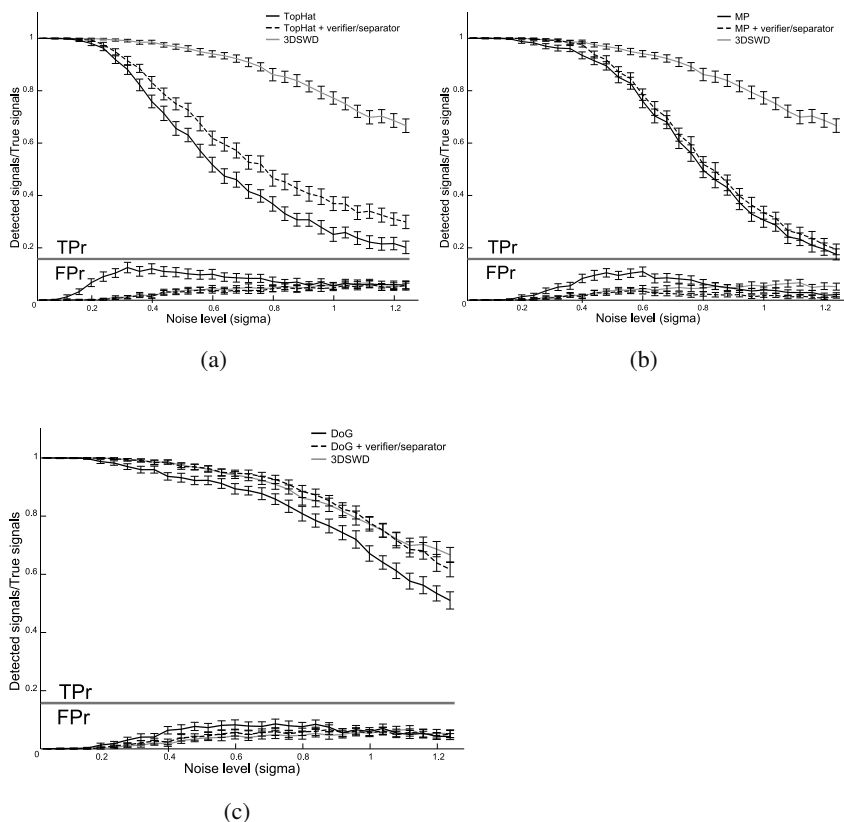 TopHat
TopHat + verifier/separator
3DSWD
1
0.8
0.6
0.4
0.2
Detected signals/True signals
TPr
FPr
0.2 0.4 0.6 0.8 1 1.2
Noise level (sigma)
(a)
MP
MP + verifier/separator
3DSWD
1
0.8
0.6
0.4
0.2
Detected signals/True signals
TPr
FPr
0.2 0.4 0.6 0.8 1 1.2
Noise level (sigma)
(b)
DoG
DoG + verifier/separator
3DSWD
1
0.8
0.6
0.4
0.2
Detected signals/True signals
TPr
FPr
0.2 0.4 0.6 0.8 1 1.2
Noise level (sigma)
(c)